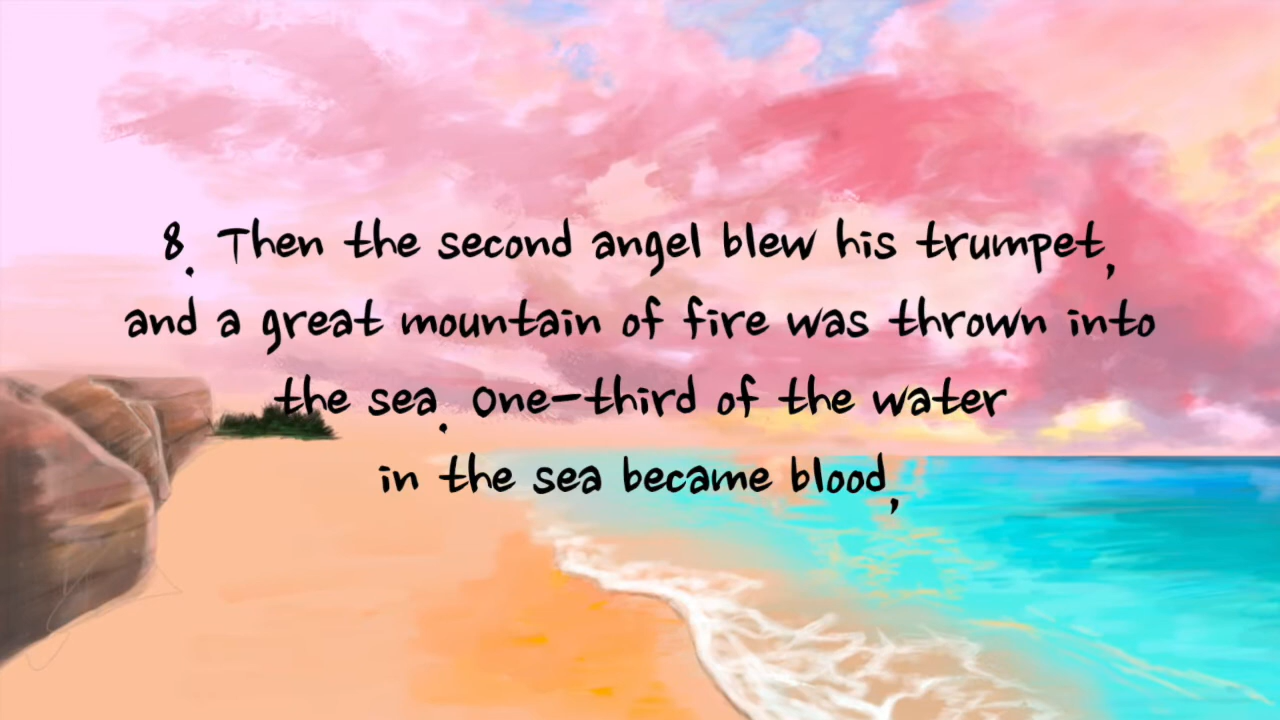 8. Then the second angel blew his trumpet,
and a great mountain of fire was thrown into
the sea. One-third of the water
in the sea became blood,